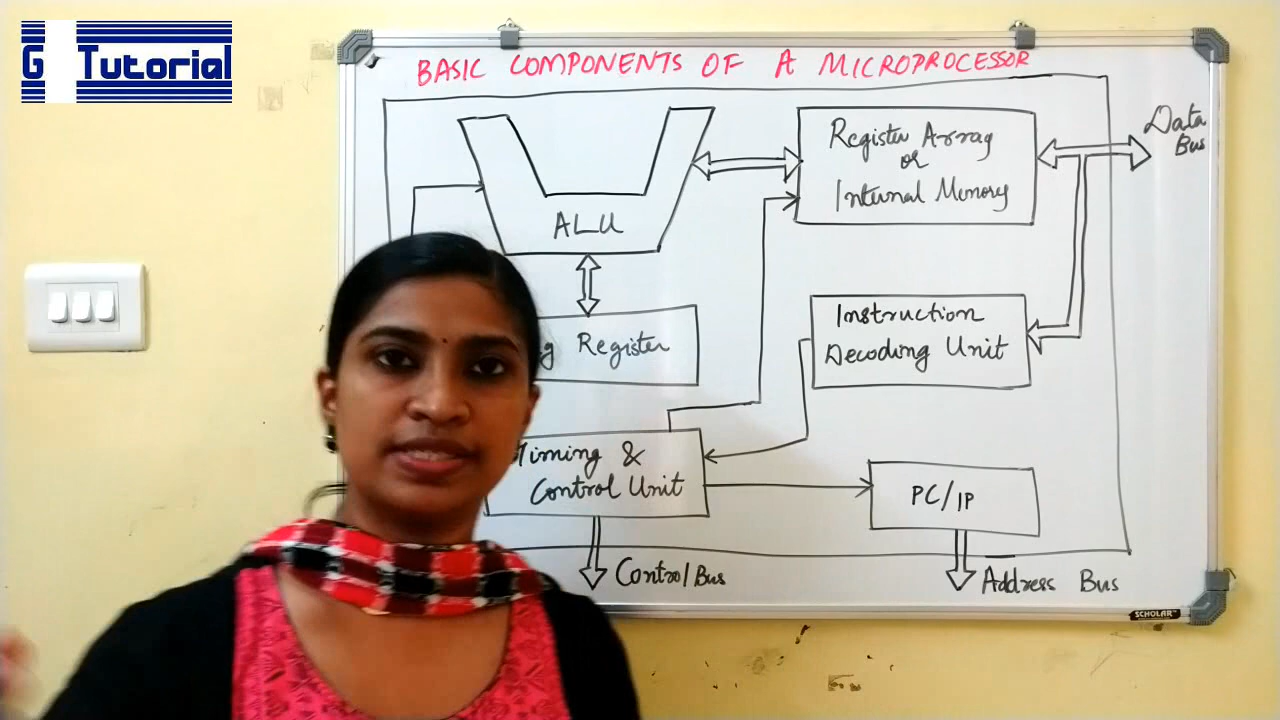 G Tutorial
BASIC COMPONENTS OF A MICROPROCESSOR
Data
Bus
Register Array
or
Internal Memory
ALU
Instruction
Decoding Unit
Register
Timing &
Control Unit
PC/IP
Control Bus
Address Bus
SCHOLAR